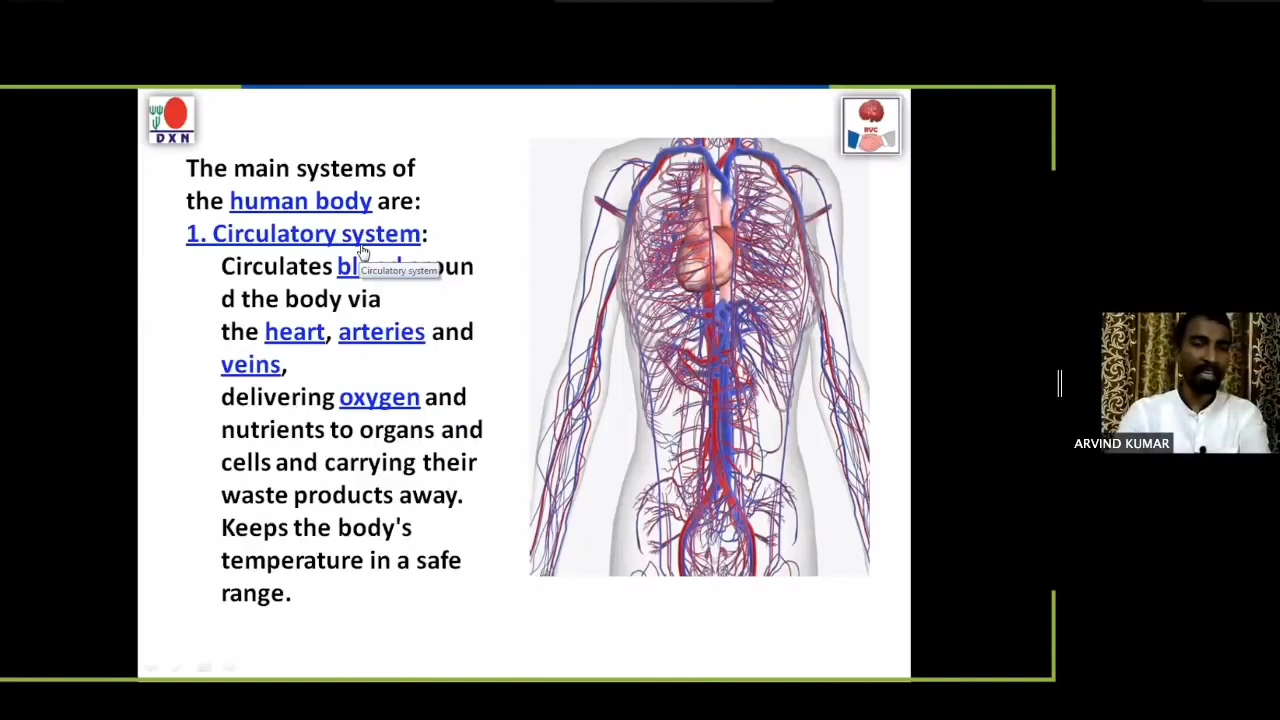 DXN
RVC
The main systems of
the human body are:
1. Circulatory system:
Circulates
Circulatory system
d the body via
the heart, arteries and
veins,
delivering oxygen and
nutrients to organs and
cells and carrying their
waste products away.
Keeps the body's
temperature in a safe
range.
ARVIND KUMAR